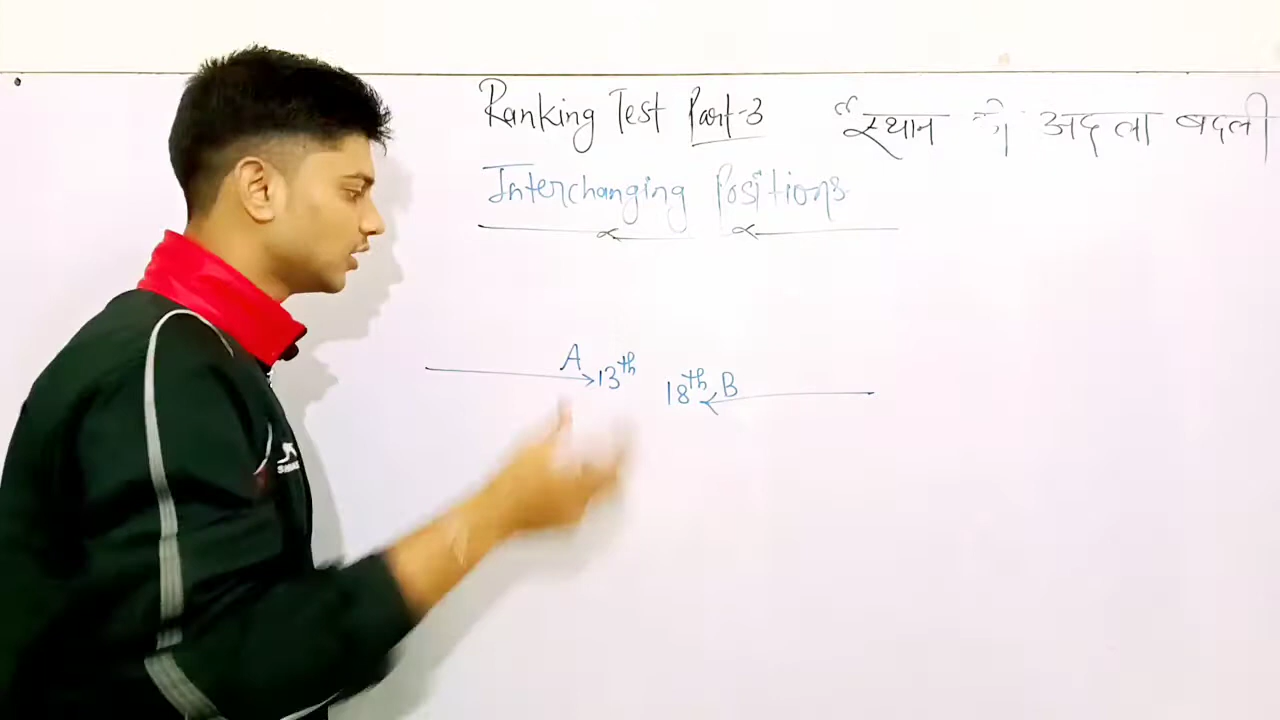 Ranking Test Part-3
स्थान की अदला बदली
Interchanging Positions
A 13th 18th B